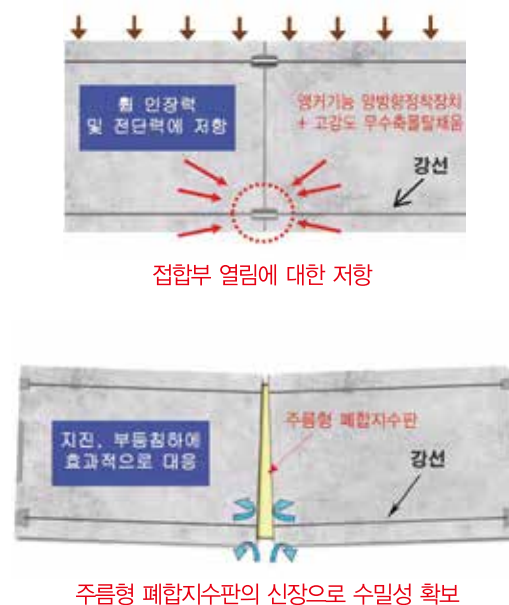 휨 인장력
및 전단력에 저항
앵커기능 양방향정착장치
+ 고강도 무수축몰탈채움
강선
접합부 열림에 대한 저항
주름형 폐합지수판
지진, 부등침하에
효과적으로 대응
강선
주름형 폐합지수판의 신장으로 수밀성 확보